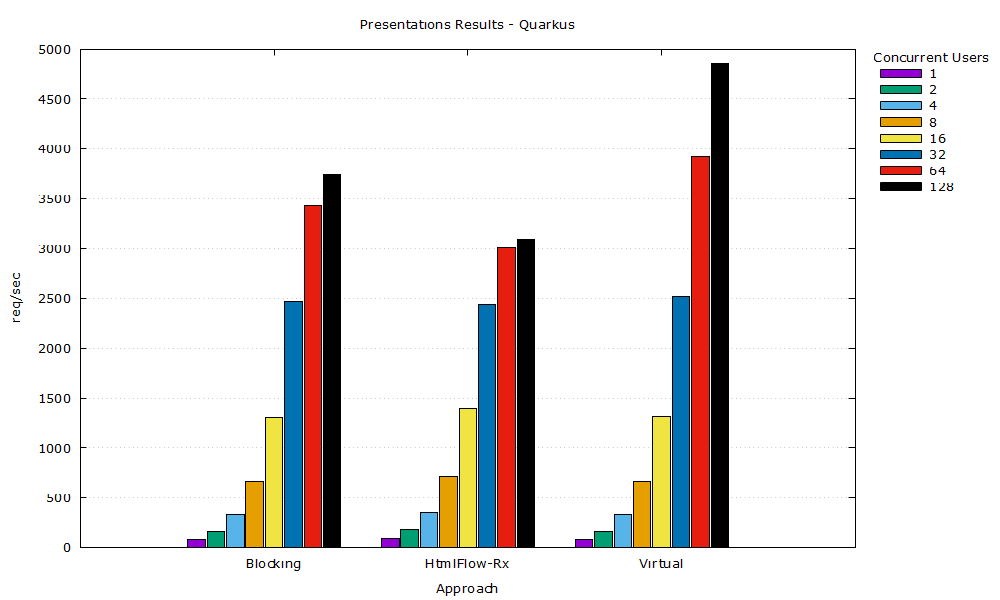 Presentations Results - Quarkus
5000
4500
4000
3500
3000
2500
2000
1500
1000
500
0
req/sec
Blocking
HtmlFlow-Rx
Virtual
Approach
Concurrent Users
1
2
4
8
16
32
64
128